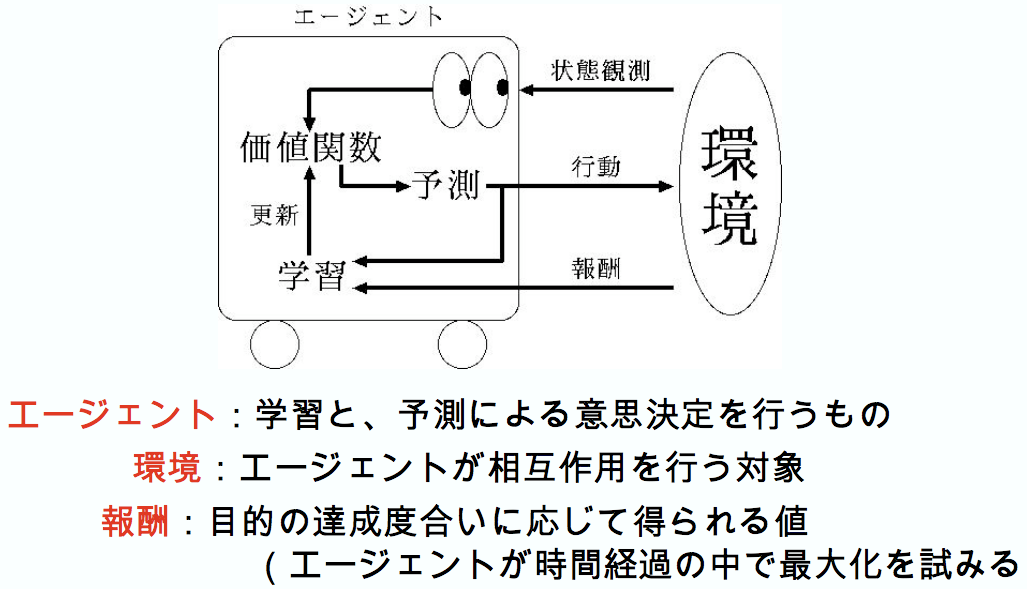 エージェント
状態観測
価値関数
環境
予測
行動
更新
学習
報酬
エージェント：学習と、予測による意思決定を行うもの
環境：エージェントが相互作用を行う対象
報酬：目的の達成度合いに応じて得られる値
（エージェントが時間経過の中で最大化を試みる